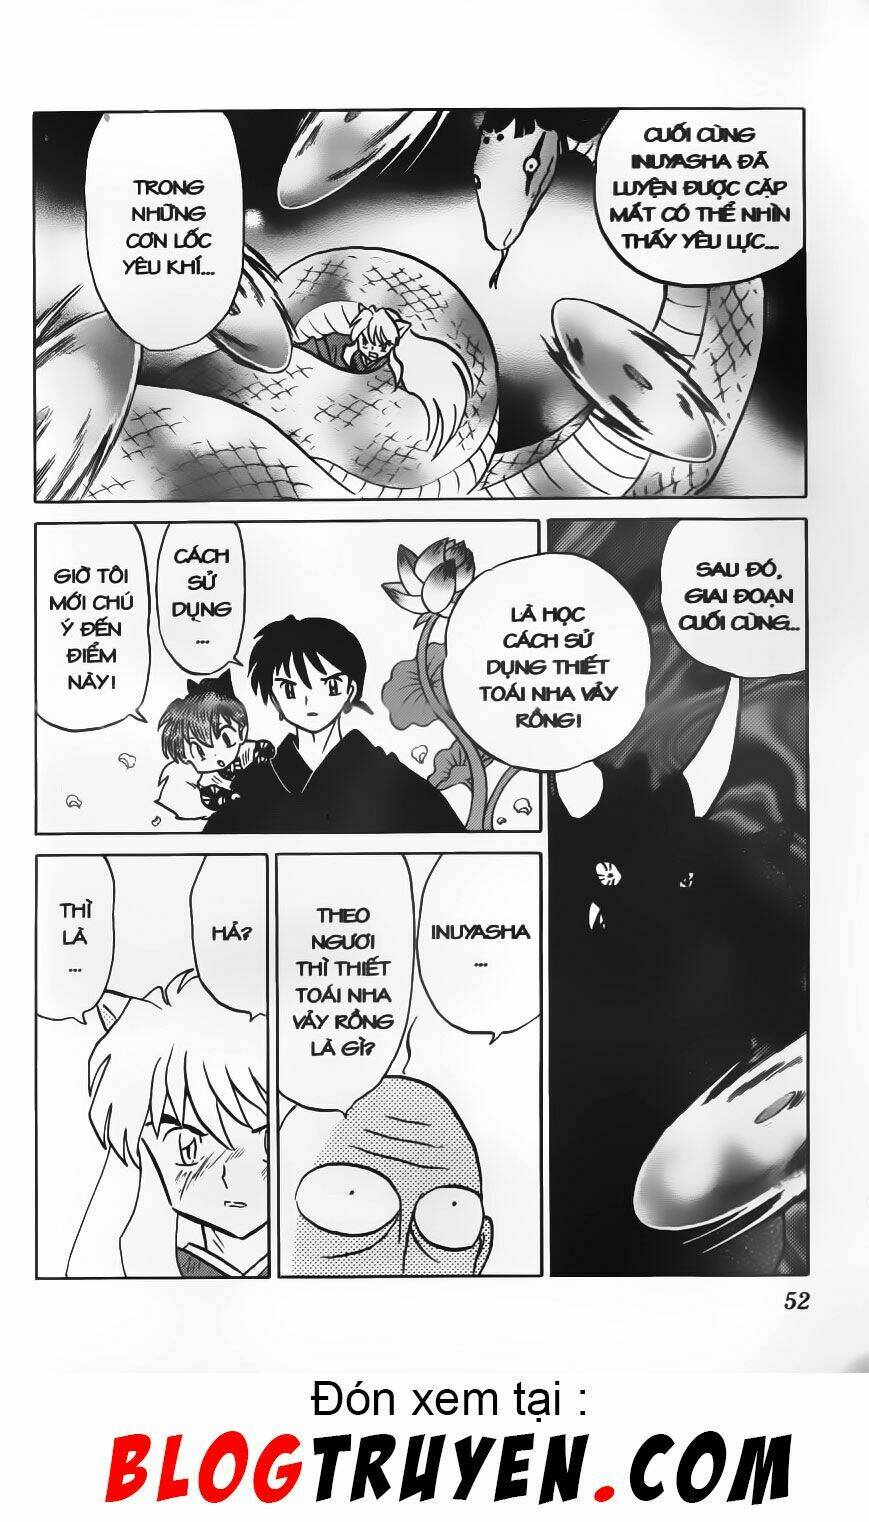 CUỐI CÙNG
INUYASHA ĐÃ
LUYỆN ĐƯỢC CẶP
MẮT CÓ THỂ NHÌN
THẤY YÊU LỰC...
TRONG
NHỮNG
CƠN LỐC
YÊU KHÍ...
SAU ĐÓ,
GIAI ĐOẠN
CUỐI CÙNG...
LÀ HỌC
CÁCH SỬ
DỤNG THIẾT
TOÁI NHA VẢY
RỒNG!
CÁCH
SỬ
DỤNG
...
GIỜ TÔI
MỚI CHÚ
Ý ĐẾN
ĐIỂM
NÀY!
INUYASHA
...
THEO
NGƯƠI
THÌ THIẾT
TOÁI NHA
VẢY RỒNG
LÀ GÌ?
HẢ?
THÌ
LÀ
...
52
Đón xem tại :
BLOGTRUYEN.COM